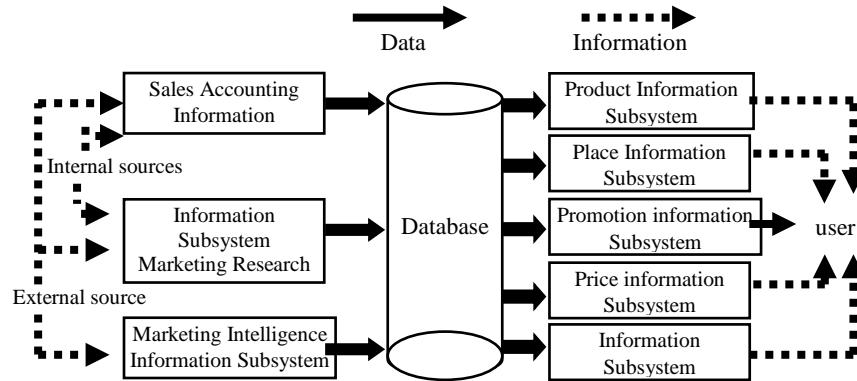 Data
Information
Sales Accounting
Information
Internal sources
Information
Subsystem
Marketing Research
External source
Marketing Intelligence
Information Subsystem
Database
Product Information
Subsystem
Place Information
Subsystem
Promotion information
Subsystem
Price information
Subsystem
Information
Subsystem
user